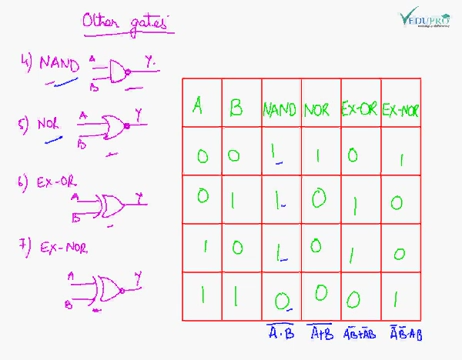 Other gates:
VEDUPRO
4) NAND
A
B
Y.
5) NOR
A
B
Y
6) EX-OR
A
B
Y
7) EX-NOR
A
B
Y
A B NAND NOR EX-OR EX-NOR
0 0 1 1 0 1
0 1 1 0 1 0
1 0 1 0 1 0
1 1 0 0 0 1